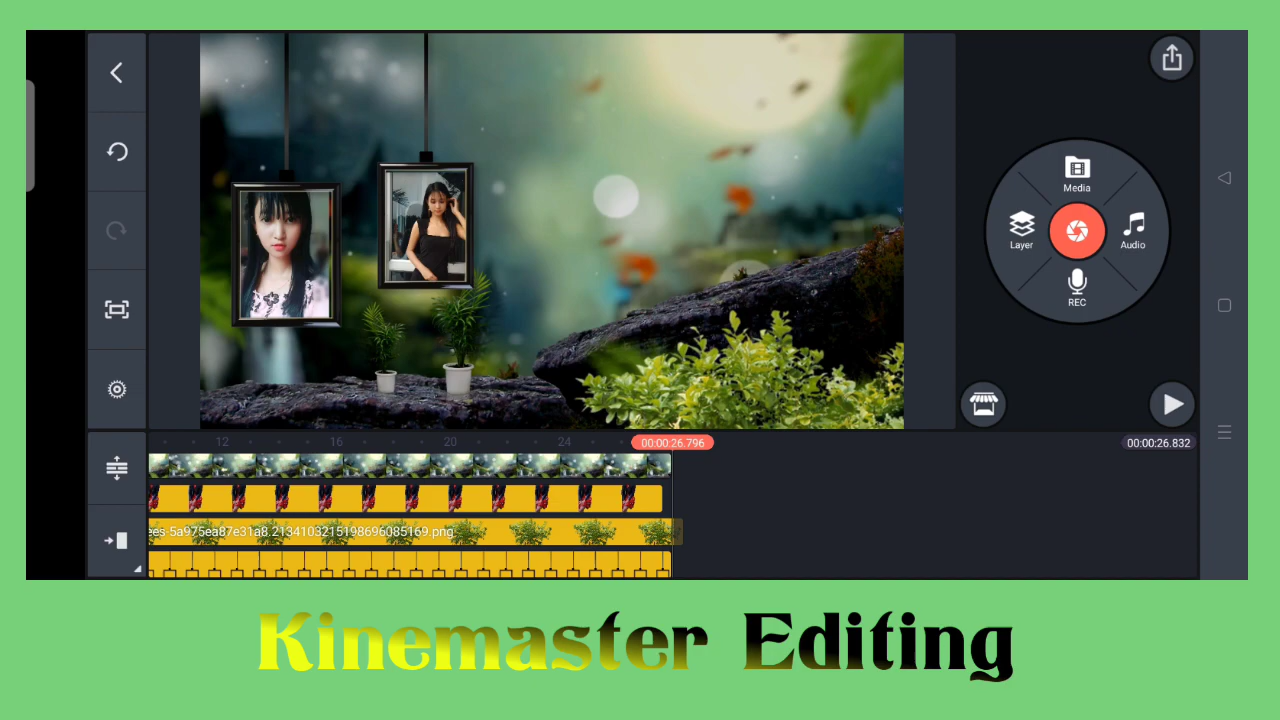 Media
Layer
Audio
REC
12
16
20
24
00:00:26.796
00:00:26.832
ees-5a975ea87e31a8.2134103215198696085169.png
Kinemaster Editing